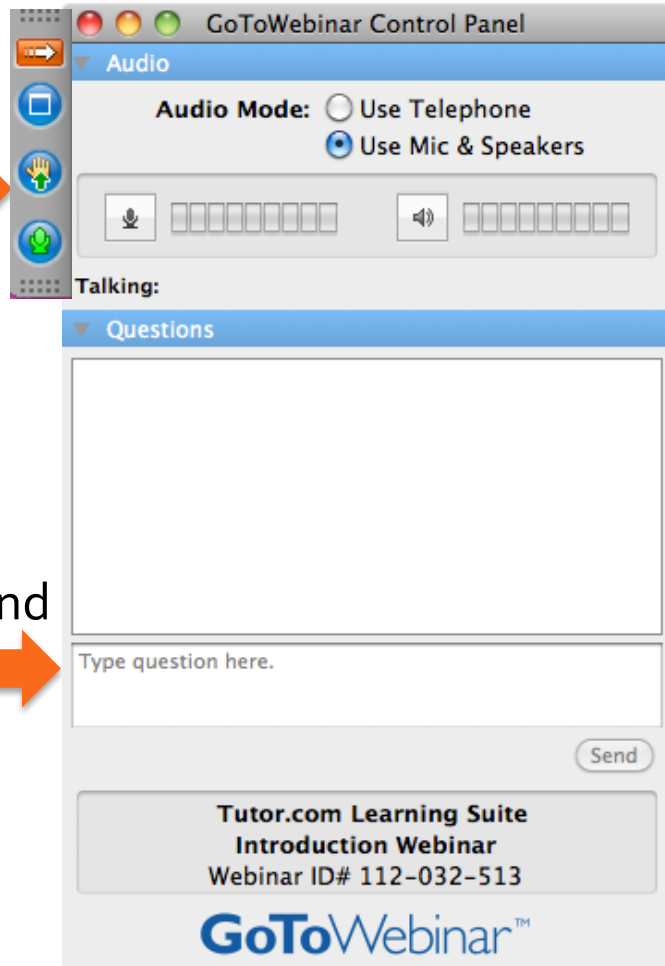 GoToWebinar Control Panel
Audio
Audio Mode: Use Telephone
Use Mic & Speakers
Talking:
Questions
nd
Type question here.
Send
Tutor.com Learning Suite
Introduction Webinar
Webinar ID# 112-032-513
GoToWebinar™